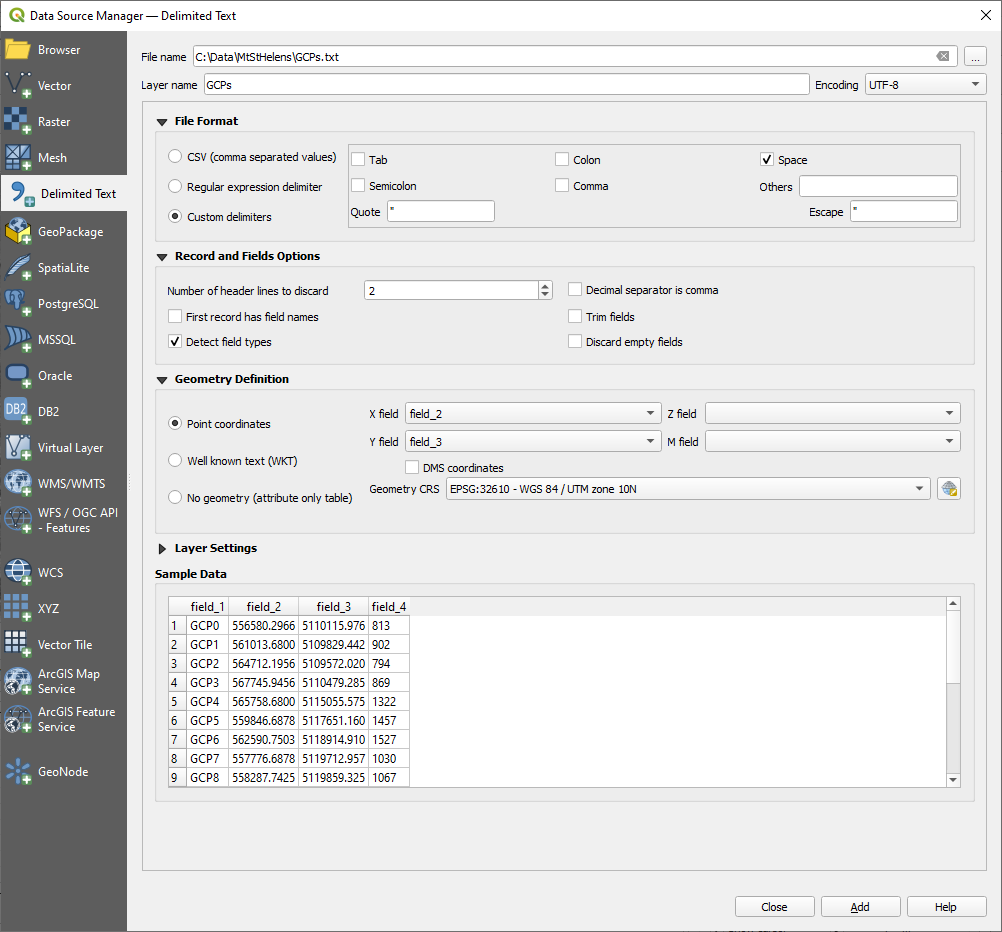 Data Source Manager — Delimited Text
Browser
Vector
Raster
Mesh
Delimited Text
GeoPackage
SpatiaLite
PostgreSQL
MSSQL
Oracle
DB2
DB2
Virtual Layer
WMS/WMTS
WFS / OGC API
- Features
WCS
XYZ
Vector Tile
ArcGIS Map
Service
ArcGIS Feature
Service
GeoNode
File name C:\Data\MtStHelens\GCPs.txt ...
Layer name GCPs Encoding UTF-8
File Format
CSV (comma separated values) Tab Colon Space
Regular expression delimiter Semicolon Comma Others
Custom delimiters Quote " Escape "
Record and Fields Options
Number of header lines to discard 2 Decimal separator is comma
First record has field names Trim fields
Detect field types Discard empty fields
Geometry Definition
Point coordinates X field field_2 Z field
Y field field_3 M field
Well known text (WKT) DMS coordinates
No geometry (attribute only table) Geometry CRS EPSG:32610 - WGS 84 / UTM zone 10N
Layer Settings
Sample Data
field_1 field_2 field_3 field_4
1 GCP0 556580.2966 5110115.976 813
2 GCP1 561013.6800 5109829.442 902
3 GCP2 564712.1956 5109572.020 794
4 GCP3 567745.9456 5110479.285 869
5 GCP4 565758.6800 5115055.575 1322
6 GCP5 559846.6878 5117651.160 1457
7 GCP6 562590.7503 5118914.910 1527
8 GCP7 557776.6878 5119712.957 1030
9 GCP8 558287.7425 5119859.325 1067
Close Add Help